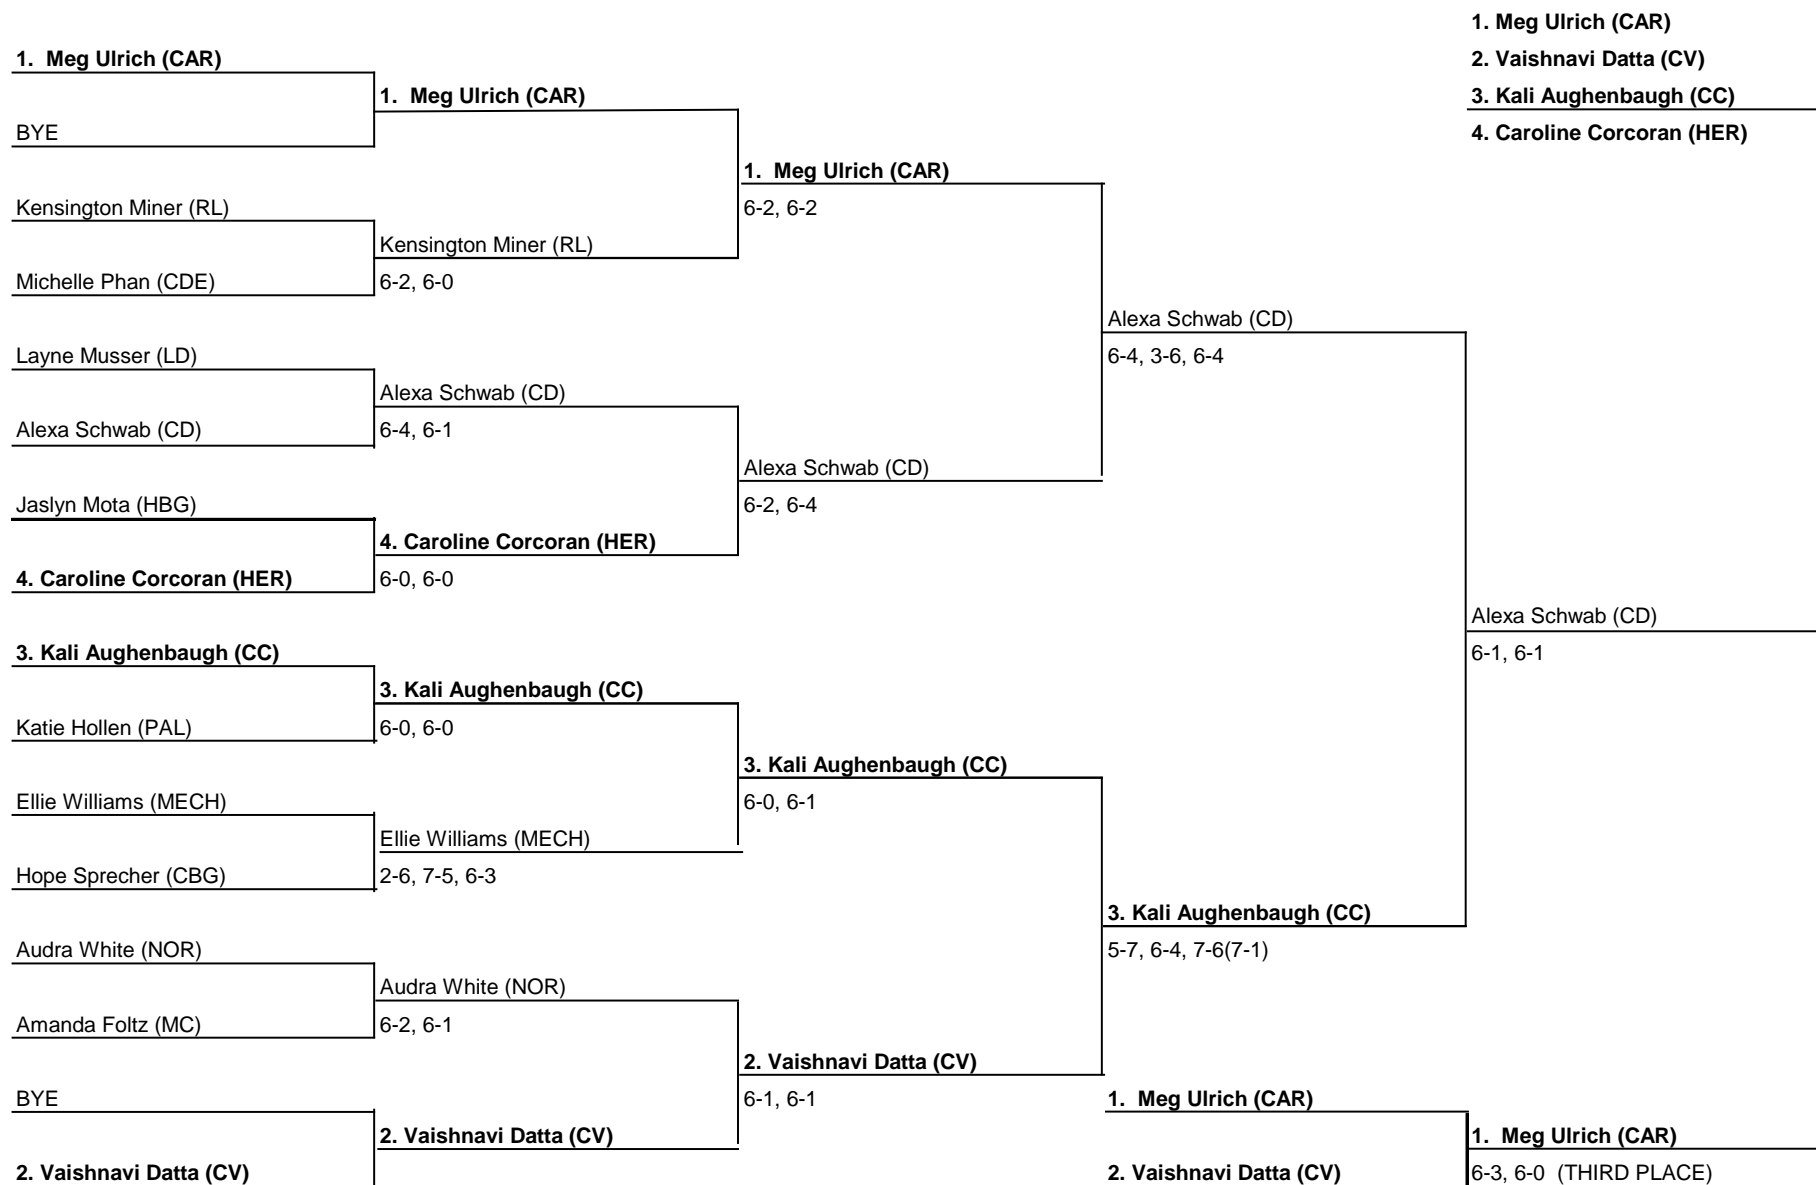 1. Meg Ulrich (CAR)
2. Vaishnavi Datta (CV)
3. Kali Aughenbaugh (CC)
4. Caroline Corcoran (HER)
1. Meg Ulrich (CAR)
BYE
Kensington Miner (RL)
Michelle Phan (CDE)
Layne Musser (LD)
Alexa Schwab (CD)
Jaslyn Mota (HBG)
4. Caroline Corcoran (HER)
3. Kali Aughenbaugh (CC)
Katie Hollen (PAL)
Ellie Williams (MECH)
Hope Sprecher (CBG)
Audra White (NOR)
Amanda Foltz (MC)
BYE
2. Vaishnavi Datta (CV)
1. Meg Ulrich (CAR)
Kensington Miner (RL)
6-2, 6-0
Alexa Schwab (CD)
6-4, 6-1
4. Caroline Corcoran (HER)
6-0, 6-0
3. Kali Aughenbaugh (CC)
6-0, 6-0
Ellie Williams (MECH)
2-6, 7-5, 6-3
Audra White (NOR)
6-2, 6-1
2. Vaishnavi Datta (CV)
1. Meg Ulrich (CAR)
6-2, 6-2
Alexa Schwab (CD)
6-2, 6-4
3. Kali Aughenbaugh (CC)
6-0, 6-1
2. Vaishnavi Datta (CV)
6-1, 6-1
Alexa Schwab (CD)
6-4, 3-6, 6-4
3. Kali Aughenbaugh (CC)
5-7, 6-4, 7-6(7-1)
Alexa Schwab (CD)
6-1, 6-1
1. Meg Ulrich (CAR)
2. Vaishnavi Datta (CV)
1. Meg Ulrich (CAR)
6-3, 6-0 (THIRD PLACE)